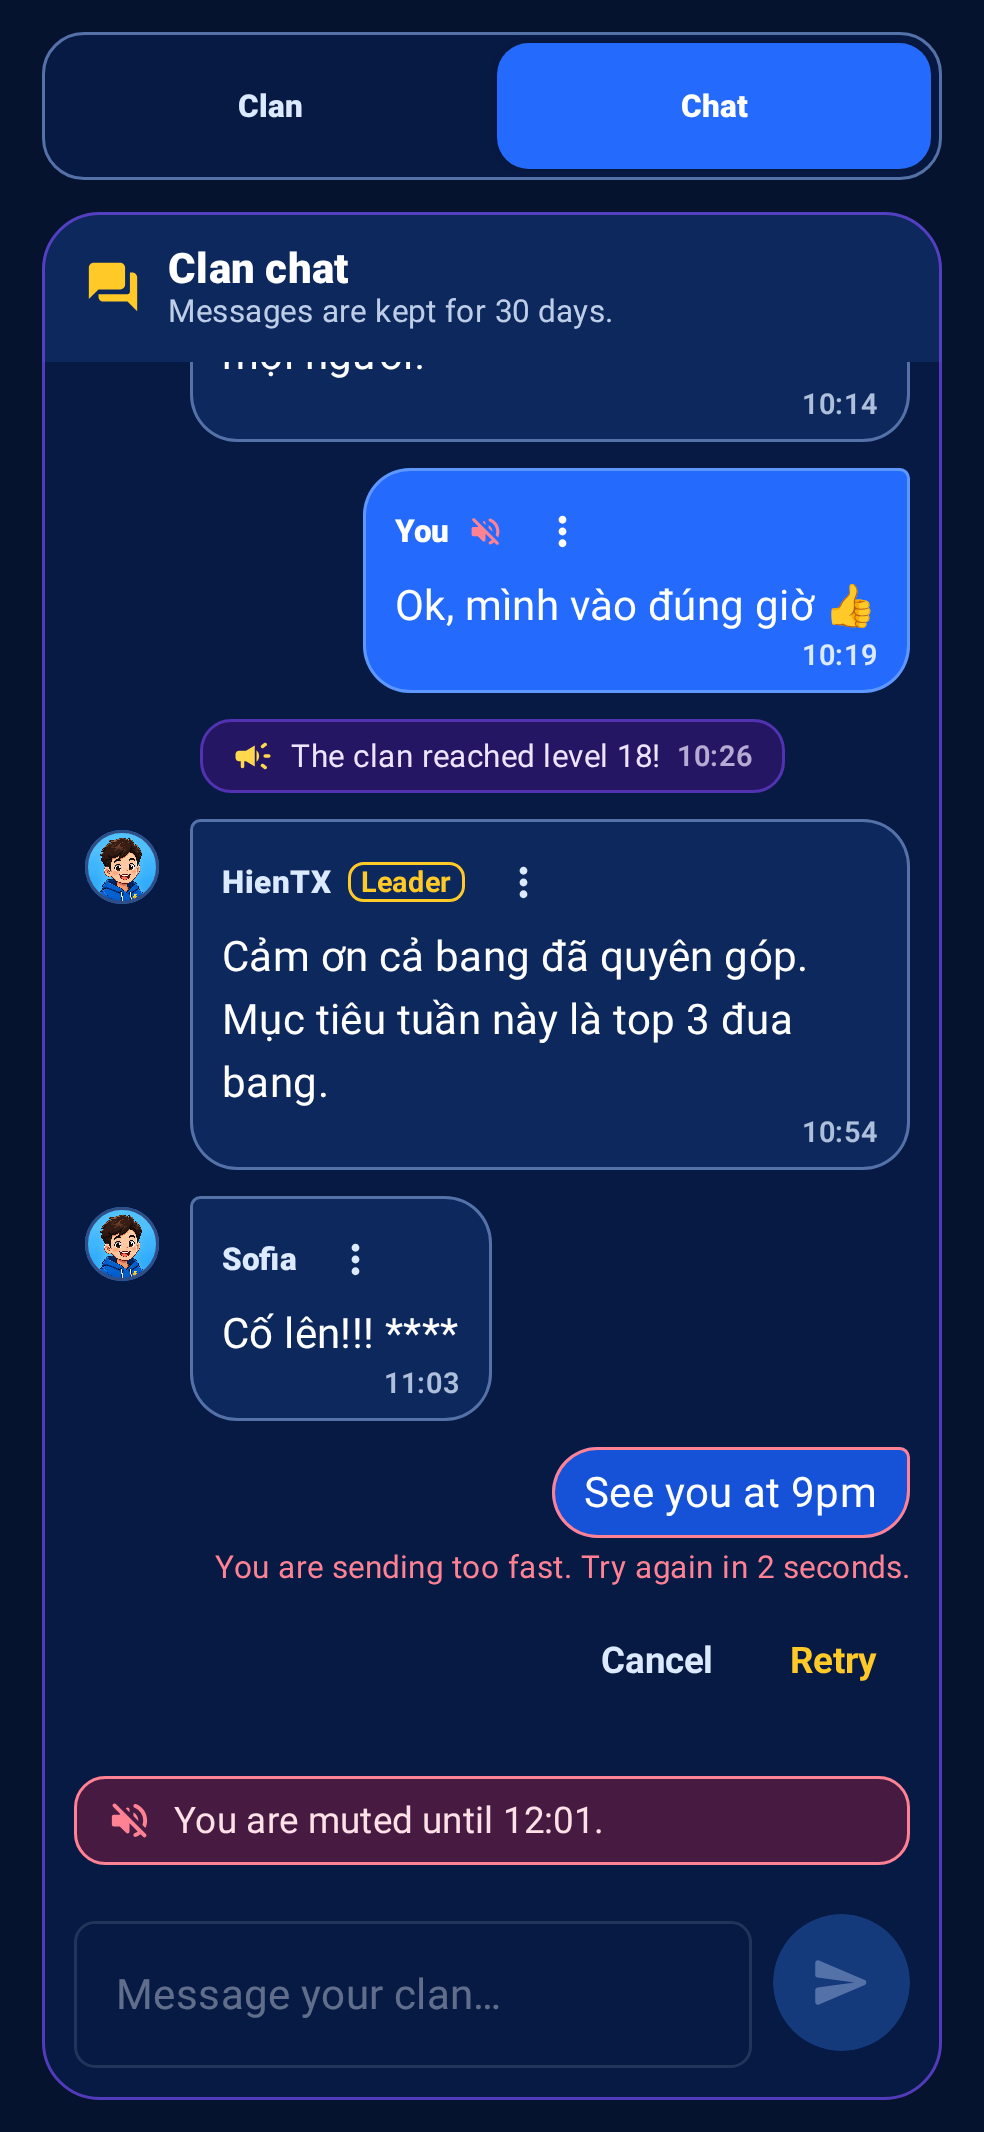 Clan
Chat
Clan chat
Messages are kept for 30 days.
mọi người.
10:14
You
Ok, mình vào đúng giờ 👍
10:19
The clan reached level 18! 10:26
HienTX Leader
Cảm ơn cả bang đã quyên góp.
Mục tiêu tuần này là top 3 đua
bang.
10:54
Sofia
Cố lên!!! ****
11:03
See you at 9pm
You are sending too fast. Try again in 2 seconds.
Cancel
Retry
You are muted until 12:01.
Message your clan…